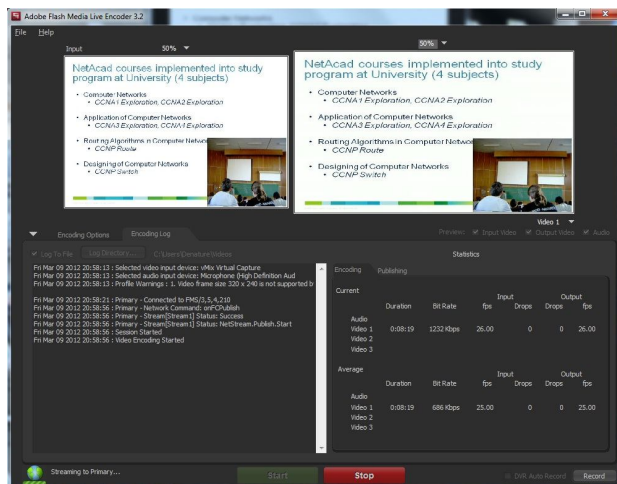 Adobe Flash Media Live Encoder 3.2
File Help
Input 50%
50%
NetAcad courses implemented into study
program at University (4 subjects)
• Computer Networks
• CCNA1 Exploration, CCNA2 Exploration
• Application of Computer Networks
• CCNA3 Exploration, CCNA4 Exploration
• Routing Algorithms in Computer Networ
• CCNP Route
• Designing of Computer Networks
• CCNP Switch
NetAcad courses implemented into study
program at University (4 subjects)
• Computer Networks
• CCNA1 Exploration, CCNA2 Exploration
• Application of Computer Networks
• CCNA3 Exploration, CCNA4 Exploration
• Routing Algorithms in Computer Networ
• CCNP Route
• Designing of Computer Networks
• CCNP Switch
Video 1
Encoding Options Encoding Log
Preview: Input Video Output Video Audio
Log To File Log Directory...
Fri Mar 09 2012 20:58:13 : Selected video input device: vMix Virtual Capture
Fri Mar 09 2012 20:58:13 : Selected audio input device: Microphone (High Definition Aud
Fri Mar 09 2012 20:58:13 : Profile Warnings : 1. Video frame size 320 x 240 is not supported b
Fri Mar 09 2012 20:58:21 : Primary - Connected to FMS/3,5,4,210
Fri Mar 09 2012 20:58:56 : Primary - Network Command: onFCPublish
Fri Mar 09 2012 20:58:56 : Primary - Stream[Stream1] Status: Success
Fri Mar 09 2012 20:58:56 : Primary - Stream[Stream1] Status: NetStream.Publish.Start
Fri Mar 09 2012 20:58:56 : Session Started
Fri Mar 09 2012 20:58:56 : Video Encoding Started
Statistics
Encoding Publishing
Current
Input Output
Duration Bit Rate fps Drops Drops fps
Audio
Video 1 0:08:19 1232 Kbps 26.00 0 0 26.00
Video 2
Video 3
Average
Input Output
Duration Bit Rate fps Drops Drops fps
Audio
Video 1 0:08:19 686 Kbps 25.00 0 0 25.00
Video 2
Video 3
Streaming to Primary...
Start
Stop
DVR Auto Record
Record